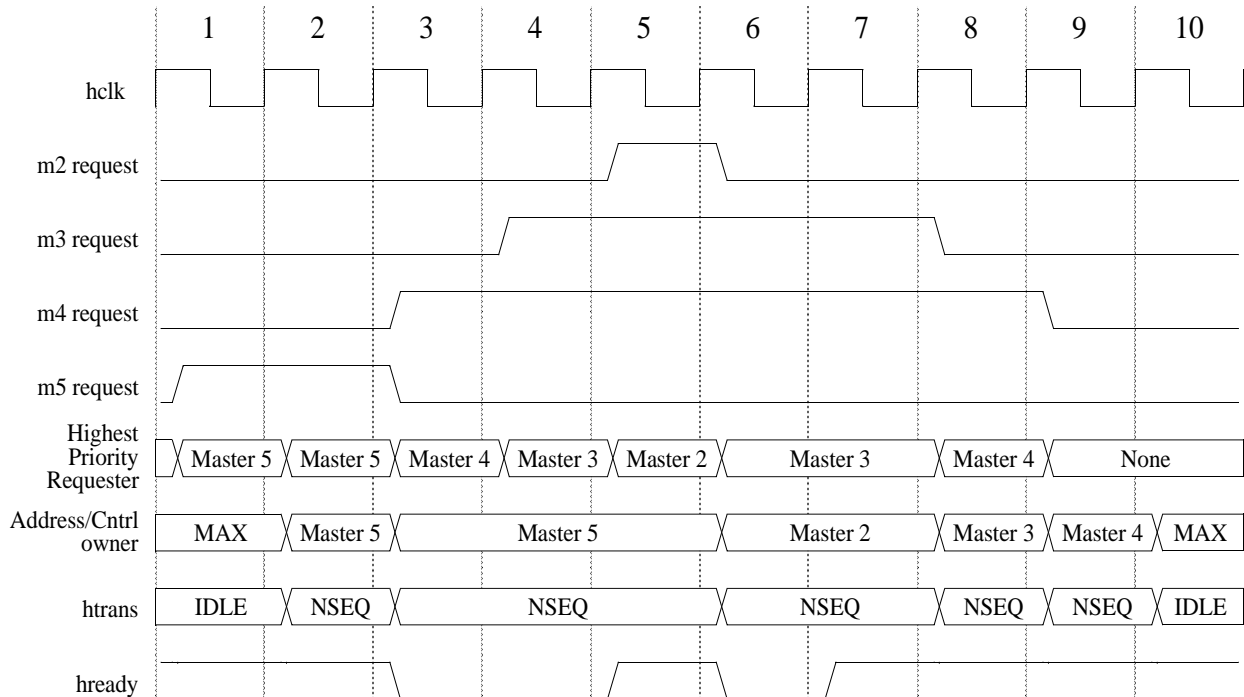 1 2 3 4 5 6 7 8 9 10
hclk
m2 request
m3 request
m4 request
m5 request
Highest
Priority
Requester
Master 5 Master 5 Master 4 Master 3 Master 2 Master 3 Master 4 None
Address/Cntrl
owner
MAX Master 5 Master 5 Master 2 Master 3 Master 4 MAX
htrans
IDLE NSEQ NSEQ NSEQ NSEQ NSEQ IDLE
hready